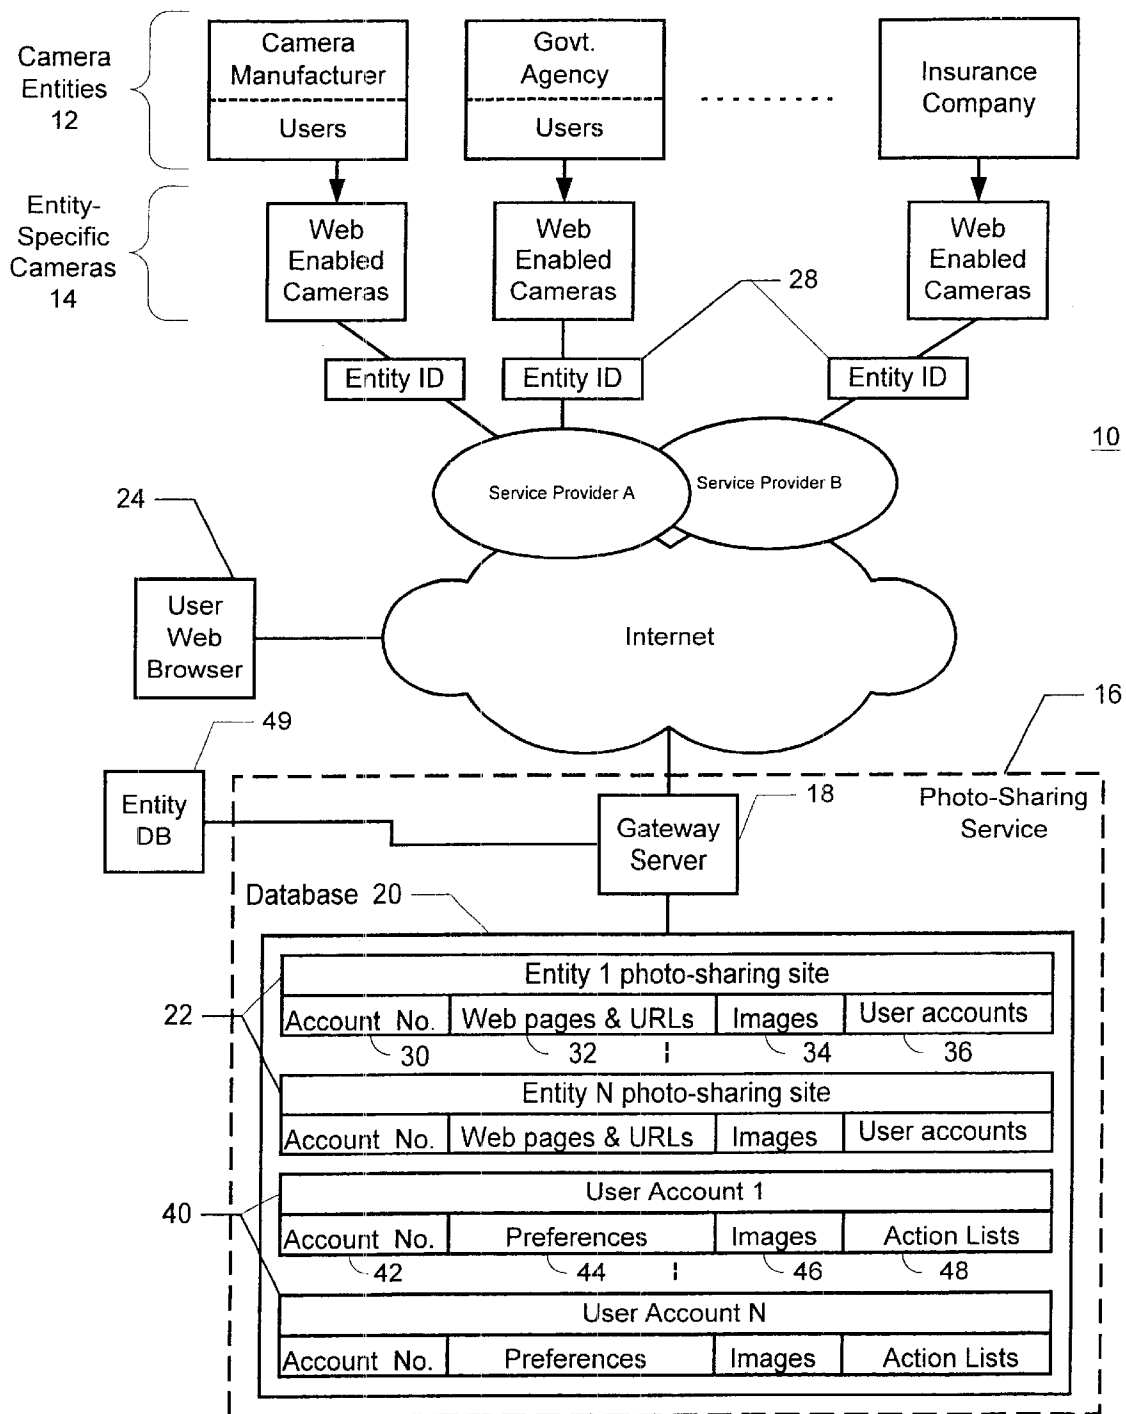 Camera
Entities
12
Camera
Manufacturer
Users
Govt.
Agency
Users
Insurance
Company
Entity-
Specific
Cameras
14
Web
Enabled
Cameras
Web
Enabled
Cameras
Web
Enabled
Cameras
28
Entity ID
Entity ID
Entity ID
10
Service Provider A
Service Provider B
24
User
Web
Browser
Internet
49
16
Entity
DB
18
Gateway
Server
Photo-Sharing
Service
Database 20
Entity 1 photo-sharing site
22
Account No.
Web pages & URLs
Images
User accounts
30
32
34
36
Entity N photo-sharing site
Account No.
Web pages & URLs
Images
User accounts
User Account 1
40
Account No.
Preferences
Images
Action Lists
42
44
46
48
User Account N
Account No.
Preferences
Images
Action Lists